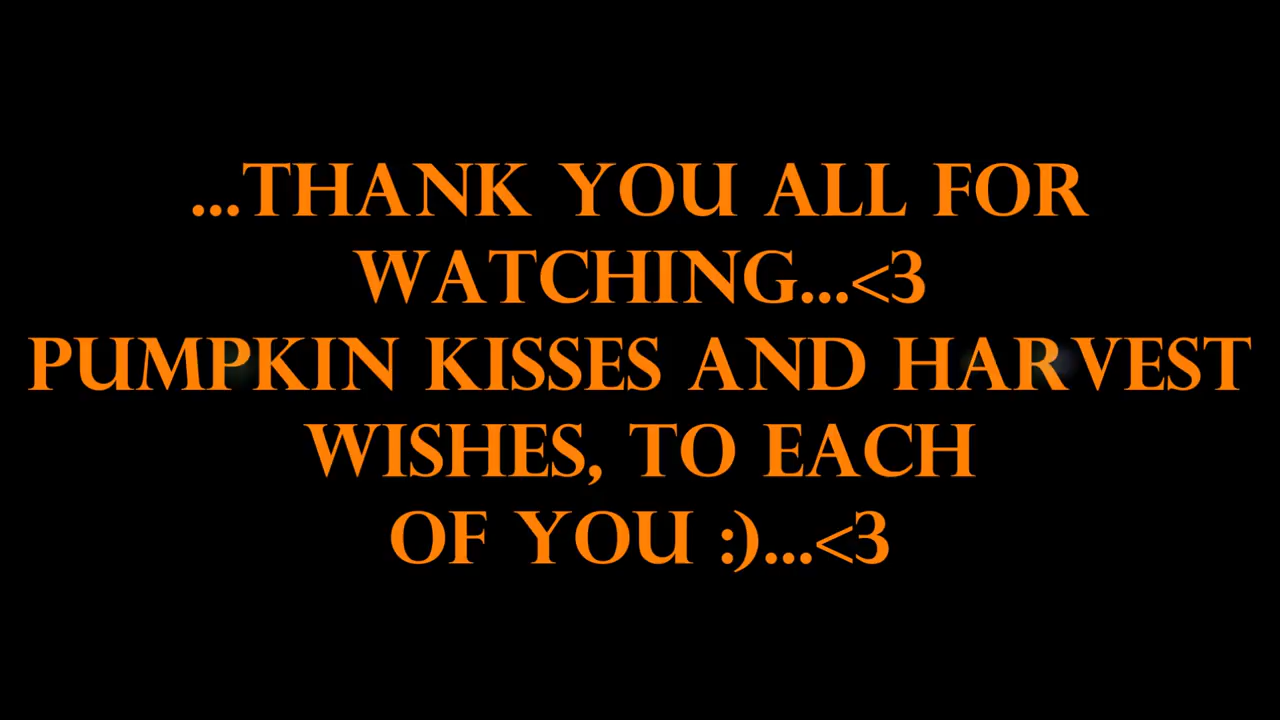 ...THANK YOU ALL FOR
WATCHING...<3
PUMPKIN KISSES AND HARVEST
WISHES, TO EACH
OF YOU :)...<3